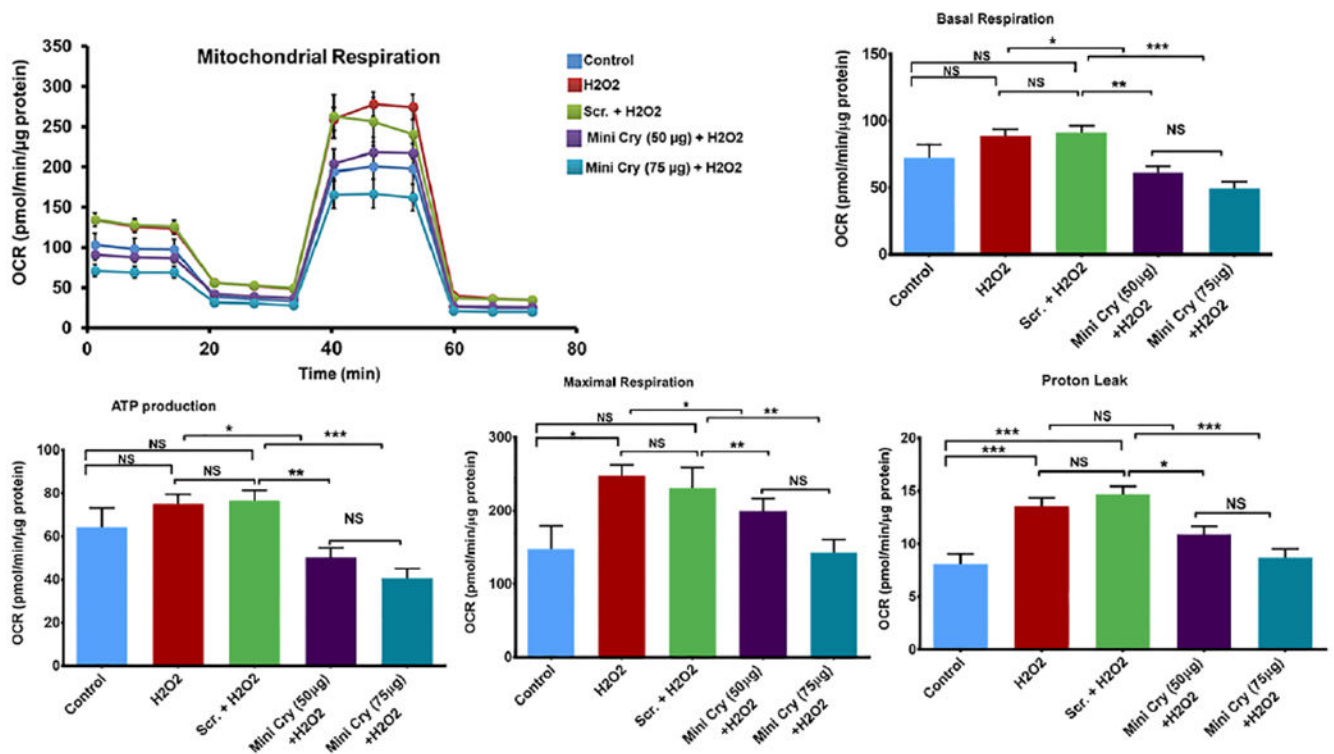 Mitochondrial Respiration
OCR (pmol/min/µg protein)
350
300
250
200
150
100
50
0
0
20
40
60
80
Time (min)
Control
H2O2
Scr. + H2O2
Mini Cry (50 µg) + H2O2
Mini Cry (75 µg) + H2O2
Basal Respiration
OCR (pmol/min/µg protein)
150
100
50
0
*
***
NS
NS
NS
**
NS
Control
H2O2
Scr. + H2O2
Mini Cry (50µg)
+H2O2
Mini Cry (75µg)
+H2O2
ATP production
OCR (pmol/min/µg protein)
100
80
60
40
20
0
*
***
NS
NS
NS
**
NS
Control
H2O2
Scr. + H2O2
Mini Cry (50µg)
+H2O2
Mini Cry (75µg)
+H2O2
Maximal Respiration
OCR (pmol/min/µg protein)
300
200
100
0
*
**
NS
*
NS
**
NS
Control
H2O2
Scr. + H2O2
Mini Cry (50µg)
+H2O2
Mini Cry (75µg)
+H2O2
Proton Leak
OCR (pmol/min/µg protein)
20
15
10
5
0
NS
***
***
***
NS
*
NS
Control
H2O2
Scr. + H2O2
Mini Cry (50µg)
+H2O2
Mini Cry (75µg)
+H2O2